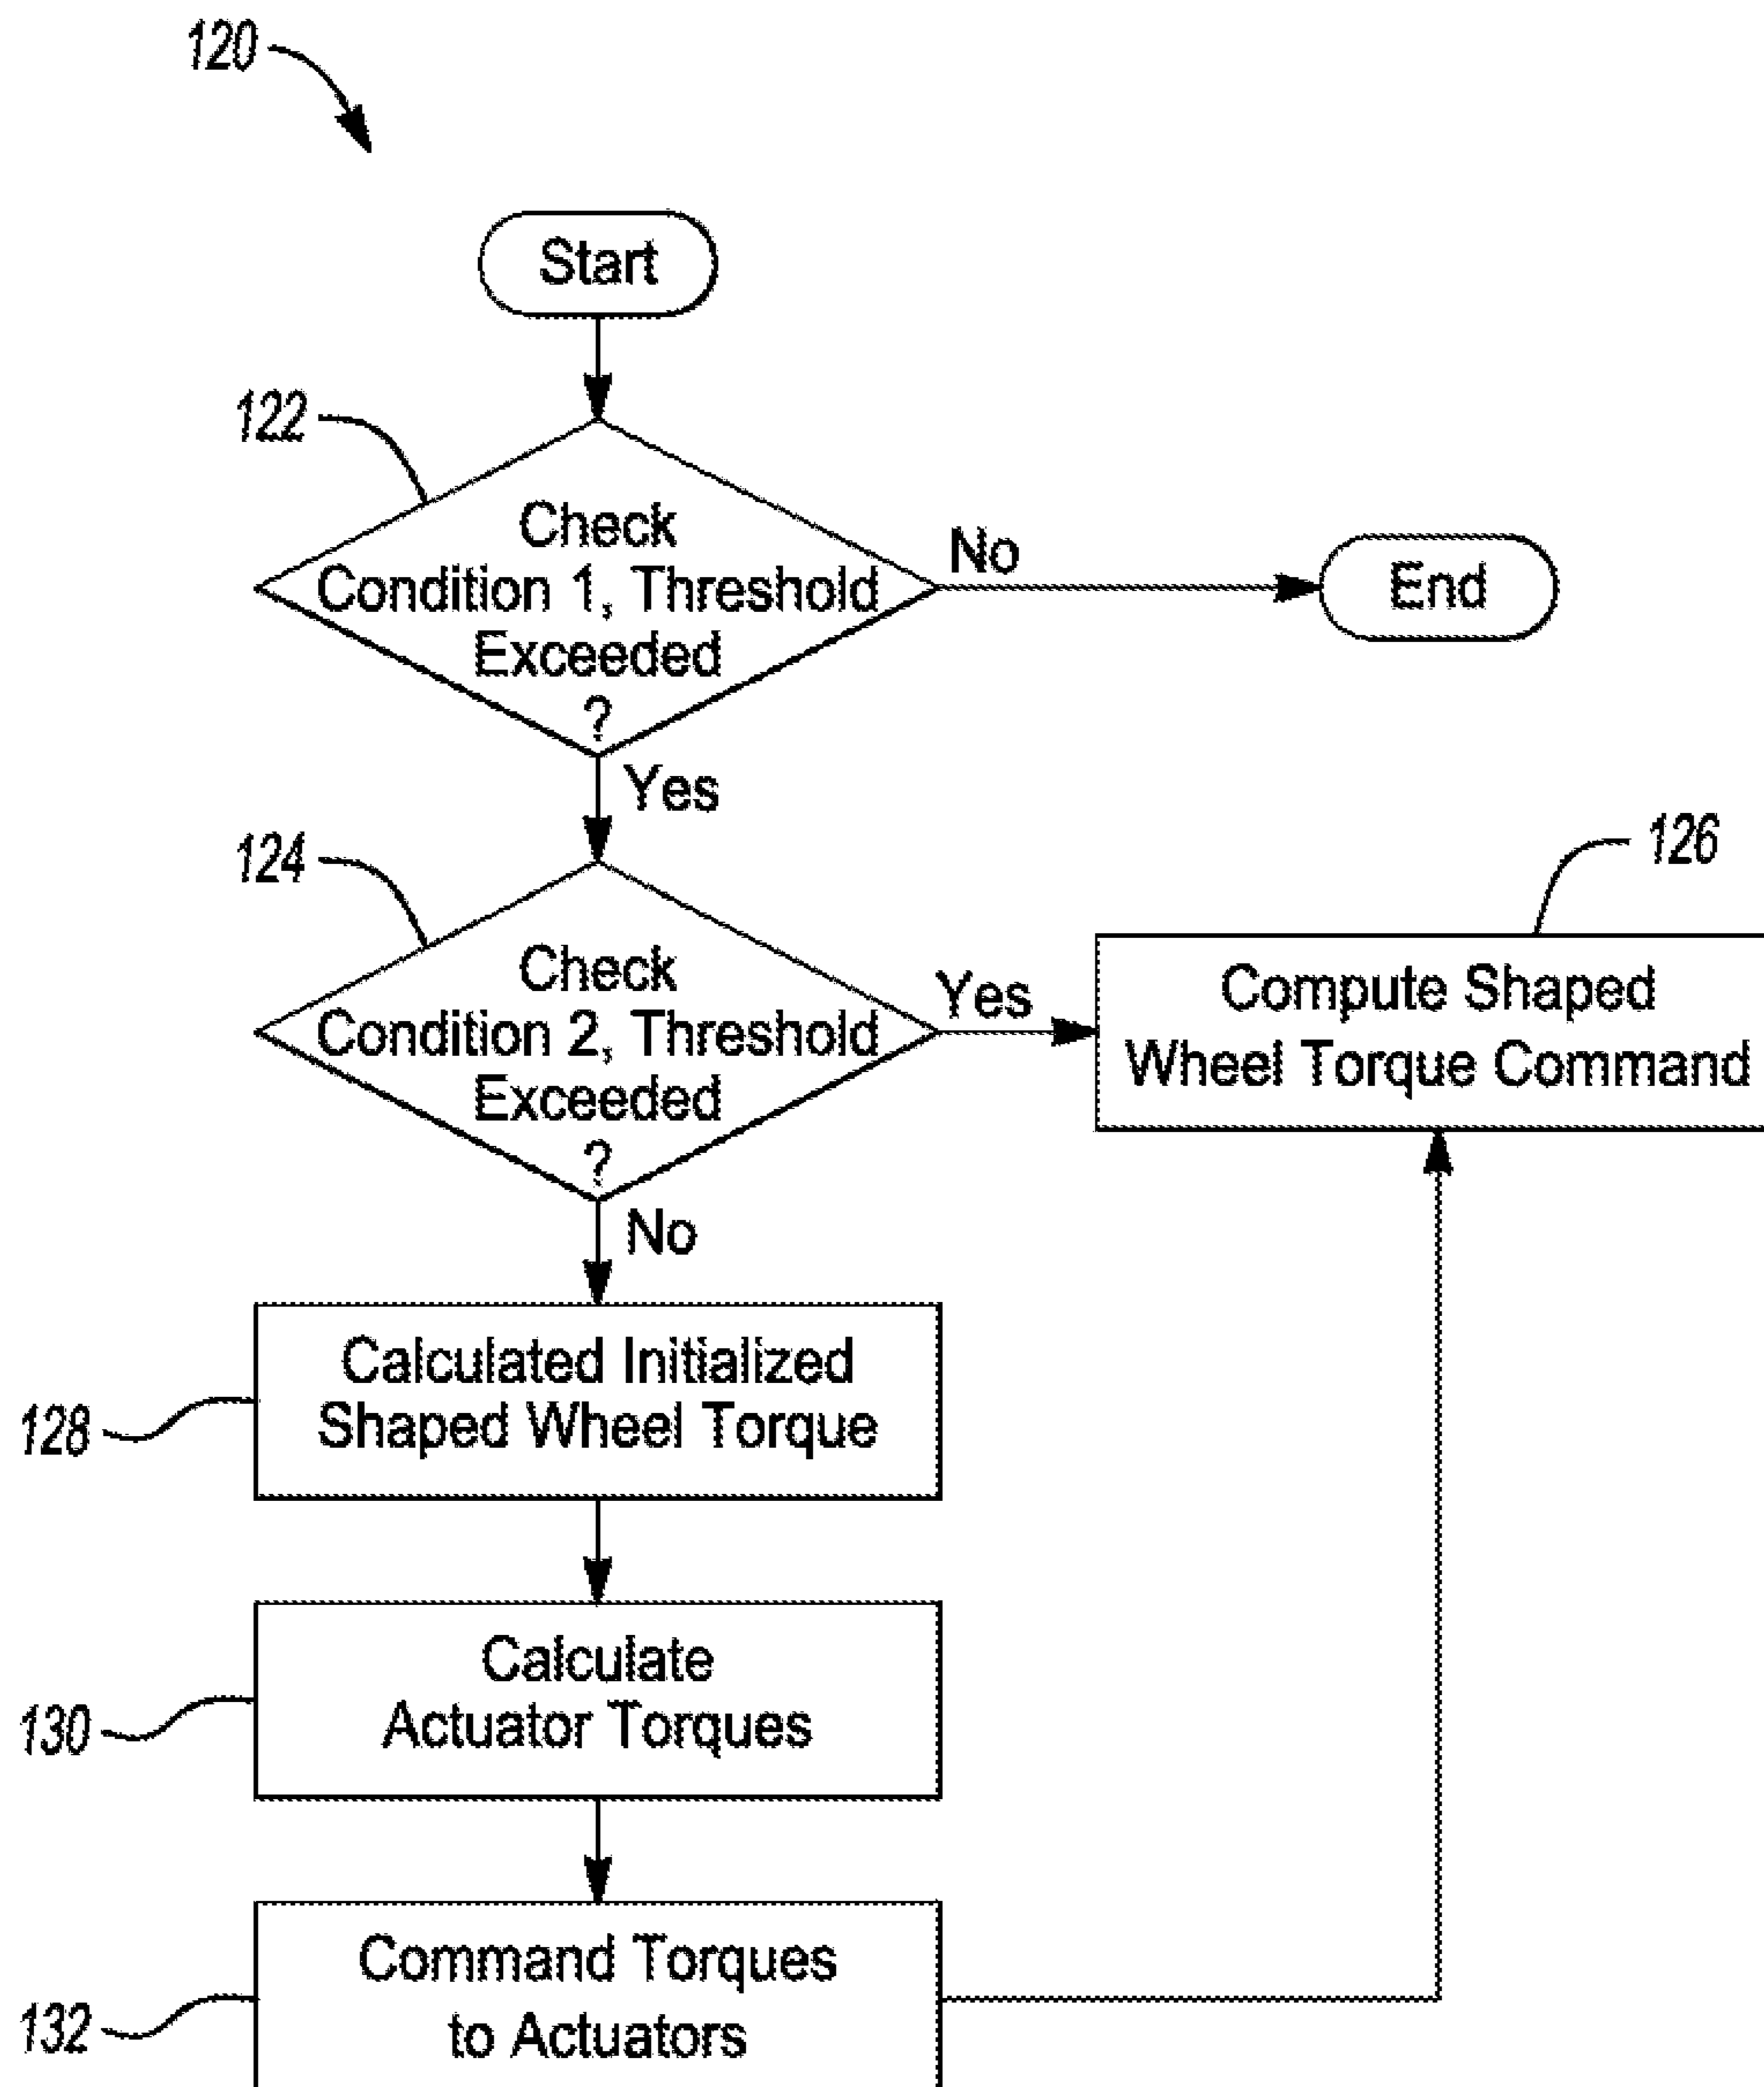 120
Start
122
Check
Condition 1, Threshold
Exceeded
?
No
End
Yes
124
Check
Condition 2, Threshold
Exceeded
?
Yes
126
Compute Shaped
Wheel Torque Command
No
128
Calculated Initialized
Shaped Wheel Torque
130
Calculate
Actuator Torques
132
Command Torques
to Actuators